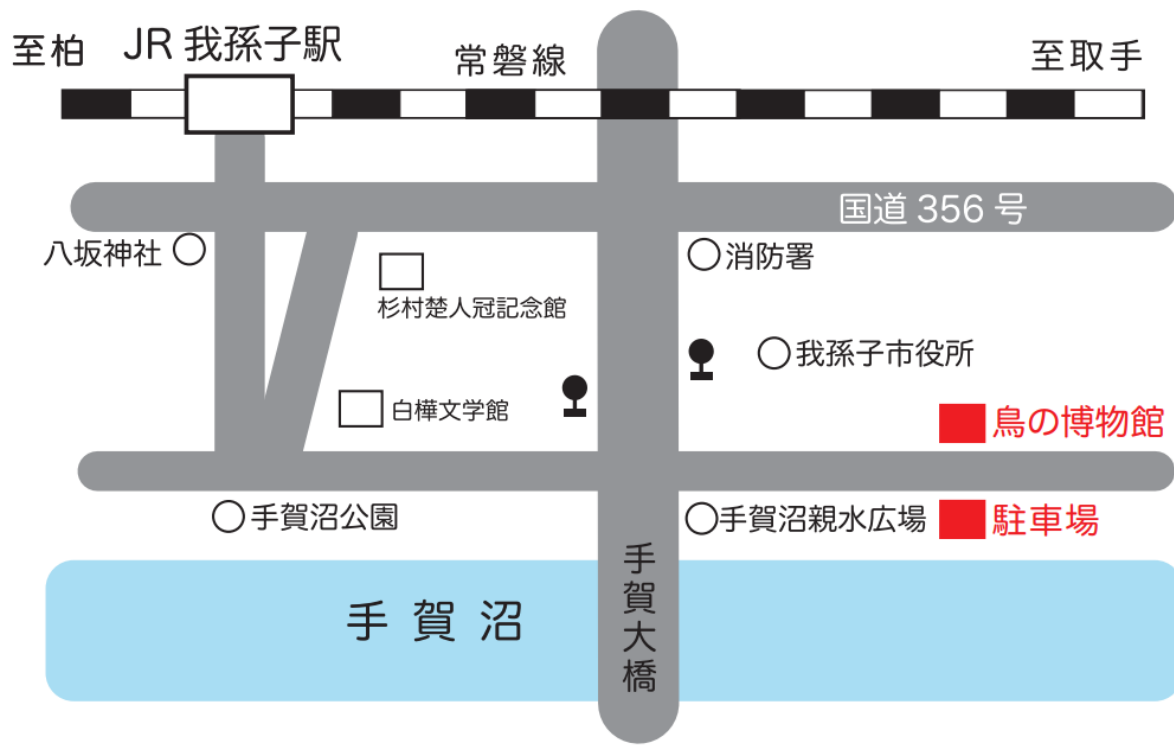 至柏
JR 我孫子駅
常磐線
至取手
国道 356 号
八坂神社
消防署
杉村楚人冠記念館
我孫子市役所
白樺文学館
鳥の博物館
手賀沼公園
手賀沼親水広場
駐車場
手賀沼
手賀大橋